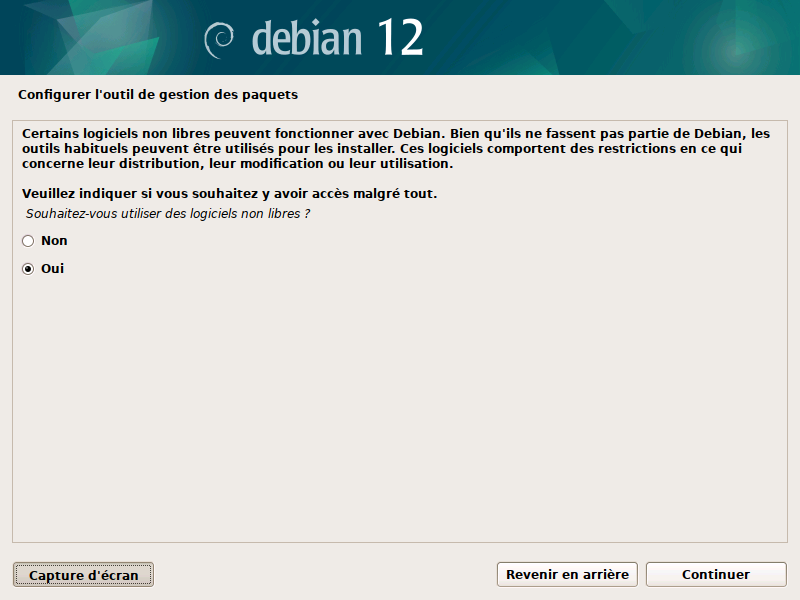 debian 12
Configurer l'outil de gestion des paquets
Certains logiciels non libres peuvent fonctionner avec Debian. Bien qu'ils ne fassent pas partie de Debian, les
outils habituels peuvent être utilisés pour les installer. Ces logiciels comportent des restrictions en ce qui
concerne leur distribution, leur modification ou leur utilisation.
Veuillez indiquer si vous souhaitez y avoir accès malgré tout.
Souhaitez-vous utiliser des logiciels non libres ?
Non
Oui
Capture d'écran
Revenir en arrière
Continuer